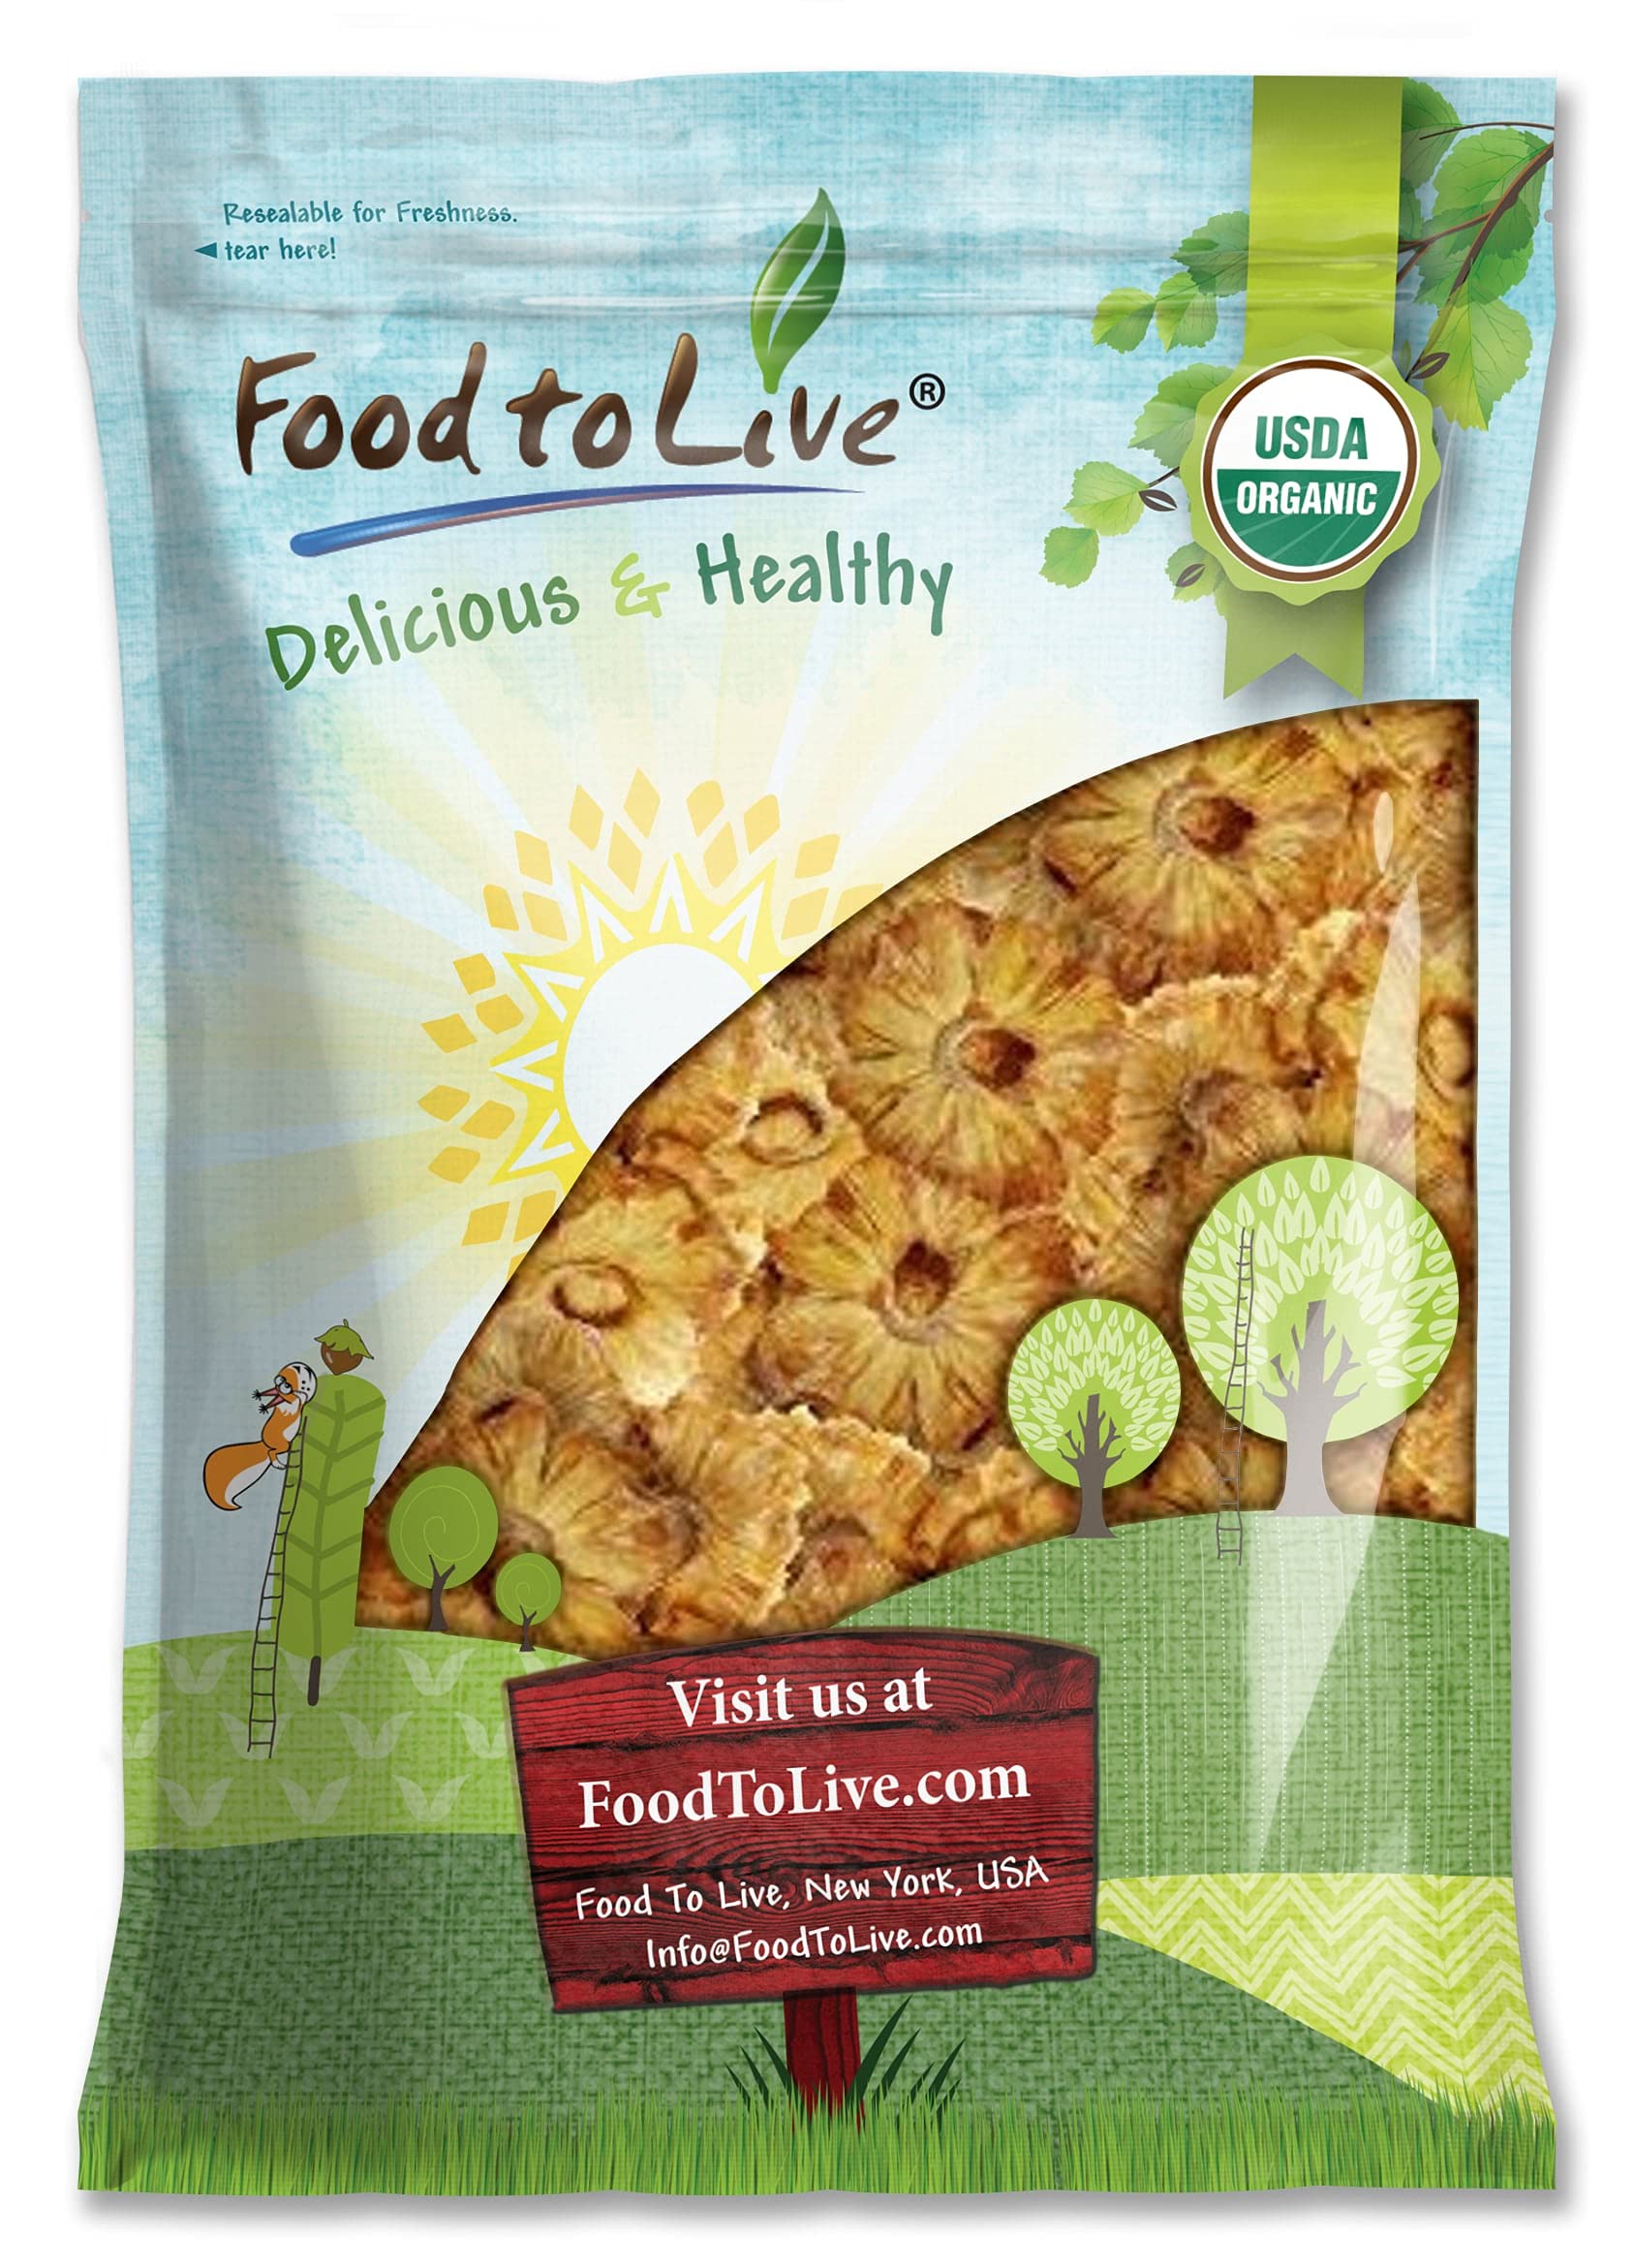 Resealable for Freshness.
tear here!
Food to Live®
Delicious & Healthy
USDA
ORGANIC
Visit us at
FoodToLive.com
Food To Live, New York, USA
Info@FoodToLive.com